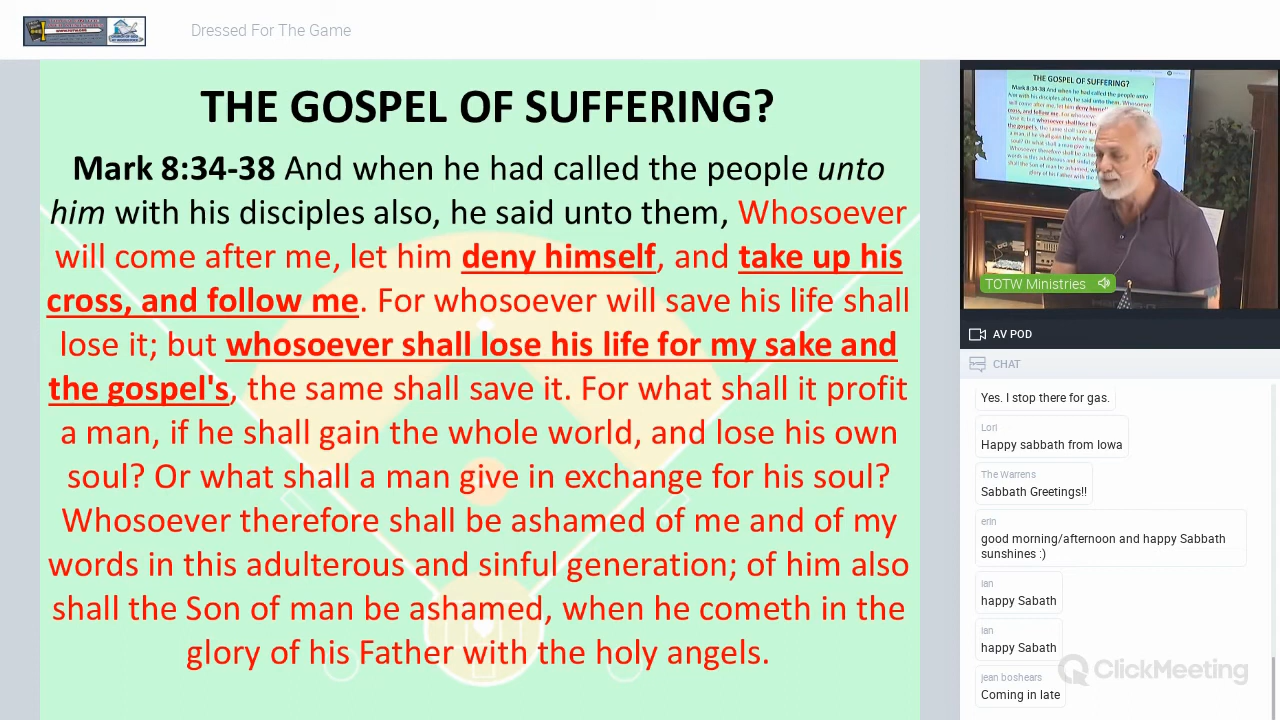 Dressed For The Game
THE GOSPEL OF SUFFERING?
Mark 8:34-38 And when he had called the people unto
him with his disciples also, he said unto them, Whosoever
will come after me, let him deny himself, and take up his
cross, and follow me. For whosoever will save his life shall
lose it; but whosoever shall lose his life for my sake and
the gospel's, the same shall save it. For what shall it profit
a man, if he shall gain the whole world, and lose his own
soul? Or what shall a man give in exchange for his soul?
Whosoever therefore shall be ashamed of me and of my
words in this adulterous and sinful generation; of him also
shall the Son of man be ashamed, when he cometh in the
glory of his Father with the holy angels.
THE GOSPEL OF SUFFERING?
TOTW Ministries
AV POD
CHAT
Yes. I stop there for gas.
Lori
Happy sabbath from Iowa
The Warrens
Sabbath Greetings!!
erin
good morning/afternoon and happy Sabbath
sunshines :)
Ian
happy Sabath
Ian
happy Sabath
jean boshears
Coming in late
ClickMeeting